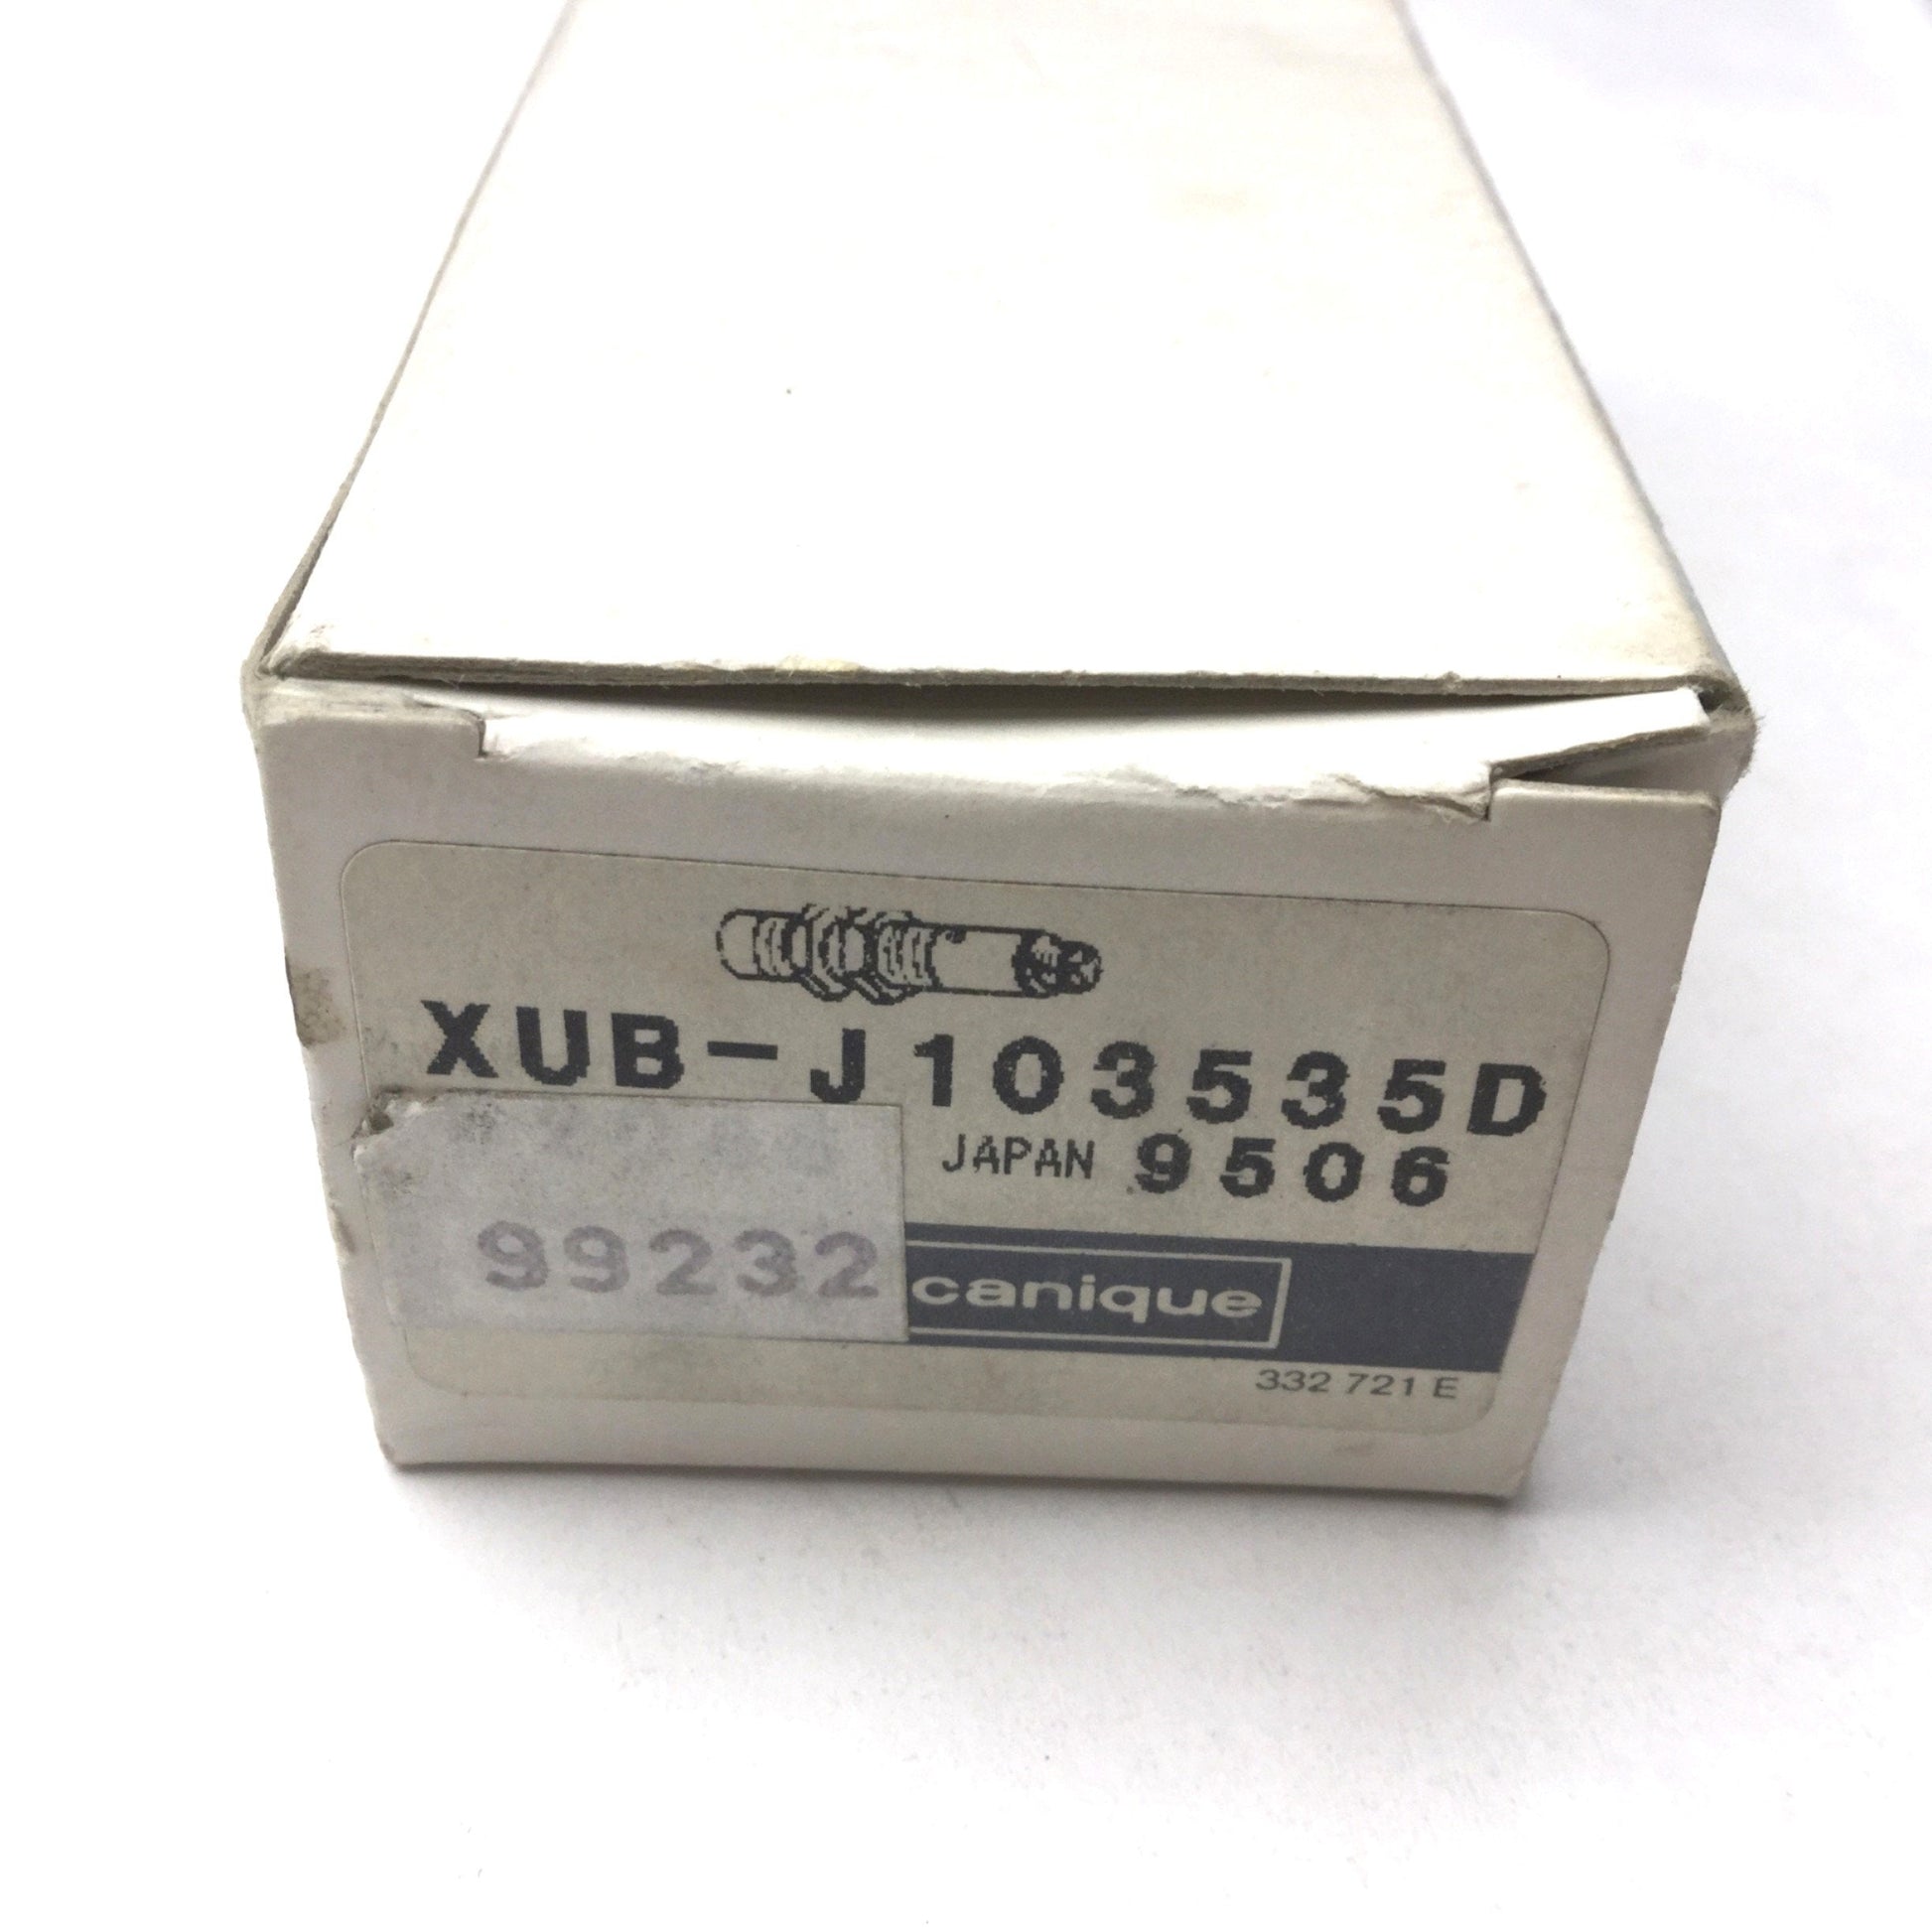 XUB-J103535D
JAPAN 9506
99232
canique
332 721 E